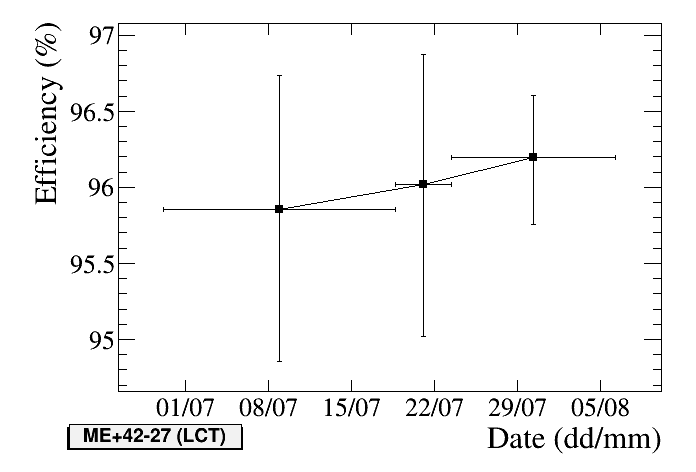 Efficiency (%)
97
96.5
96
95.5
95
01/07 08/07 15/07 22/07 29/07 05/08
Date (dd/mm)
ME+42-27 (LCT)